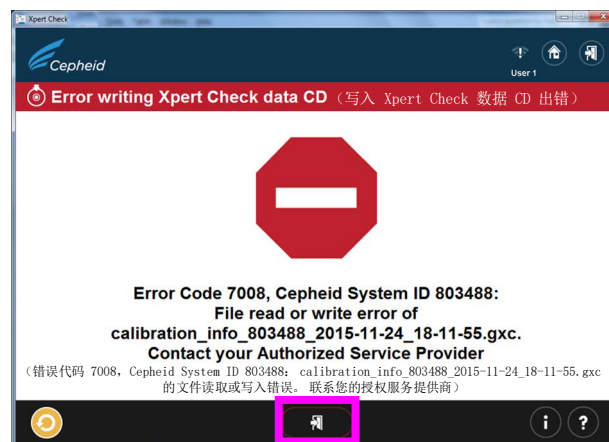 Xpert Check
Cepheid
User 1
Error writing Xpert Check data CD（写入 Xpert Check 数据 CD 出错）
Error Code 7008, Cepheid System ID 803488:
File read or write error of
calibration_info_803488_2015-11-24_18-11-55.gxc.
Contact your Authorized Service Provider
（错误代码 7008，Cepheid System ID 803488： calibration_info_803488_2015-11-24_18-11-55.gxc
的文件读取或写入错误。 联系您的授权服务提供商）
i ?